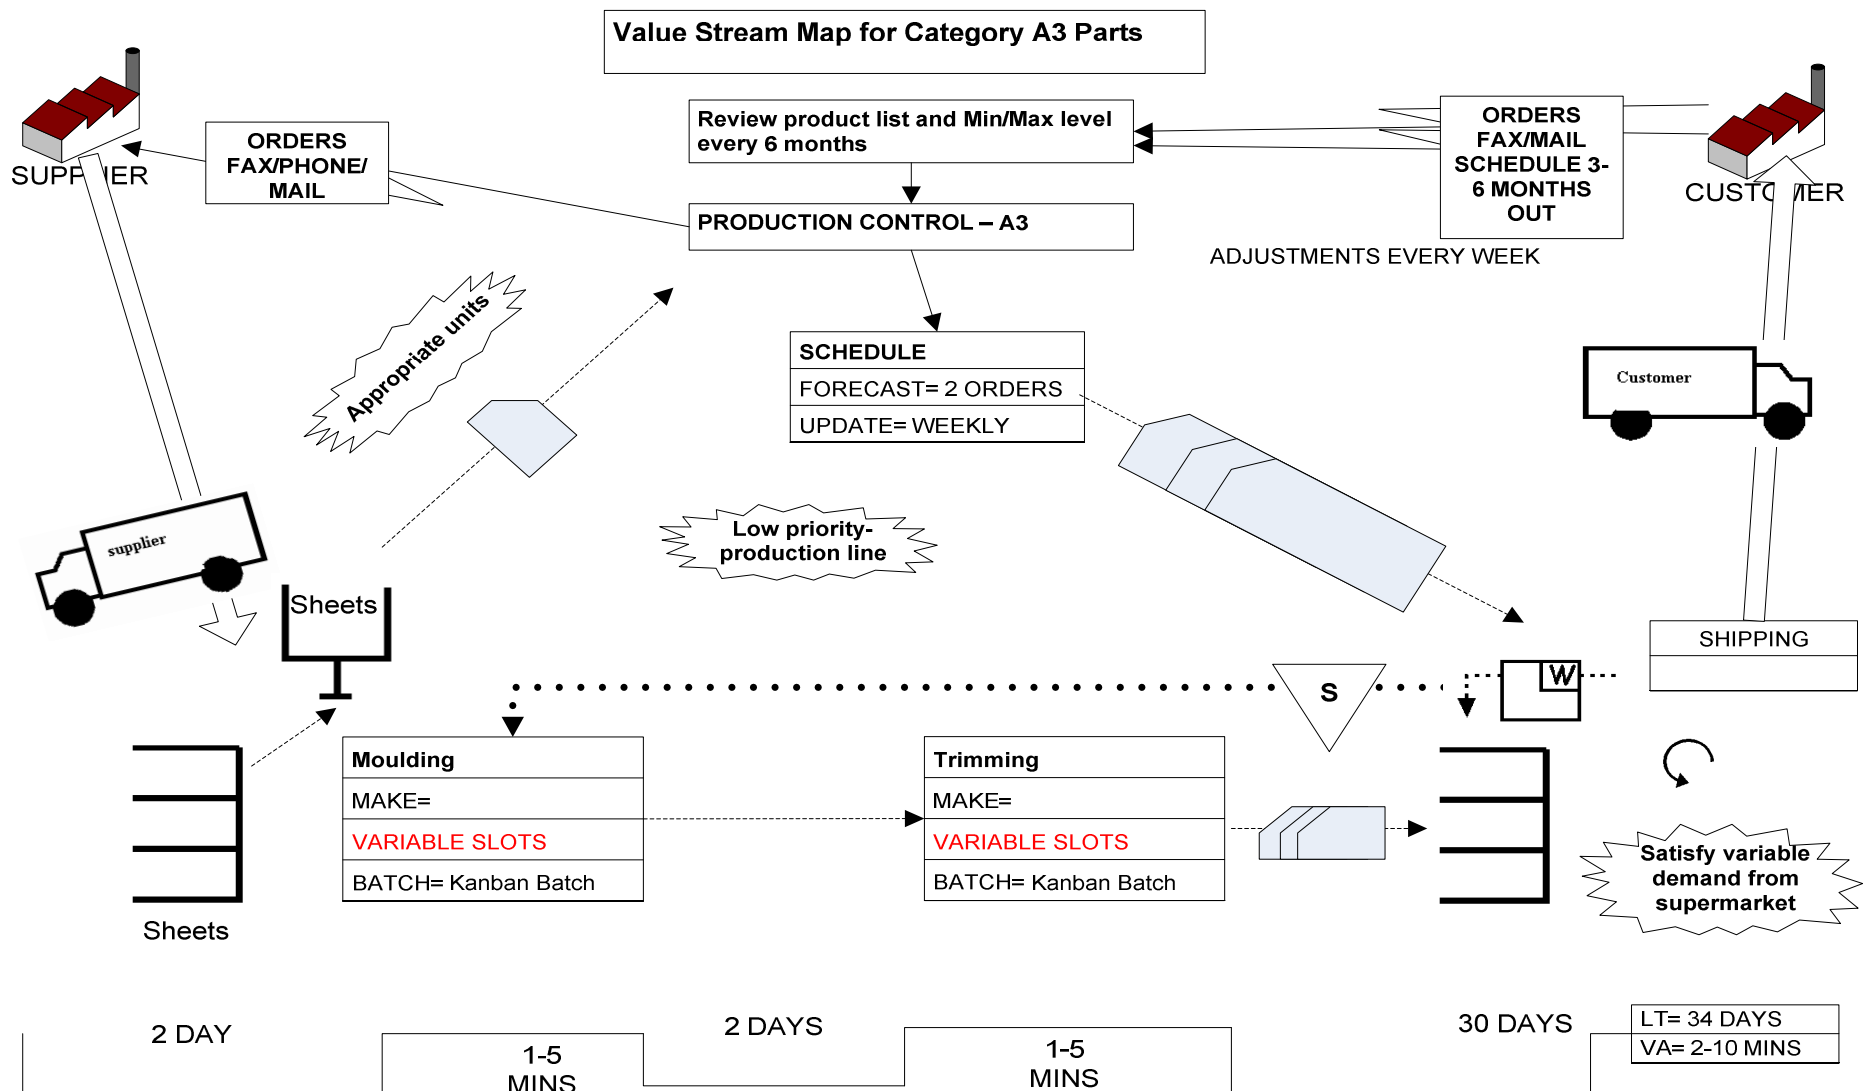 Value Stream Map for Category A3 Parts
SUPPLIER
ORDERS
FAX/PHONE/
MAIL
Review product list and Min/Max level
every 6 months
PRODUCTION CONTROL – A3
ORDERS
FAX/MAIL
SCHEDULE 3-
6 MONTHS
OUT
CUSTOMER
ADJUSTMENTS EVERY WEEK
Appropriate units
SCHEDULE
FORECAST= 2 ORDERS
UPDATE= WEEKLY
Customer
supplier
Low priority-
production line
Sheets
SHIPPING
W
S
Moulding
MAKE=
VARIABLE SLOTS
BATCH= Kanban Batch
Trimming
MAKE=
VARIABLE SLOTS
BATCH= Kanban Batch
Satisfy variable
demand from
supermarket
Sheets
2 DAY
1-5
MINS
2 DAYS
1-5
MINS
30 DAYS
LT= 34 DAYS
VA= 2-10 MINS